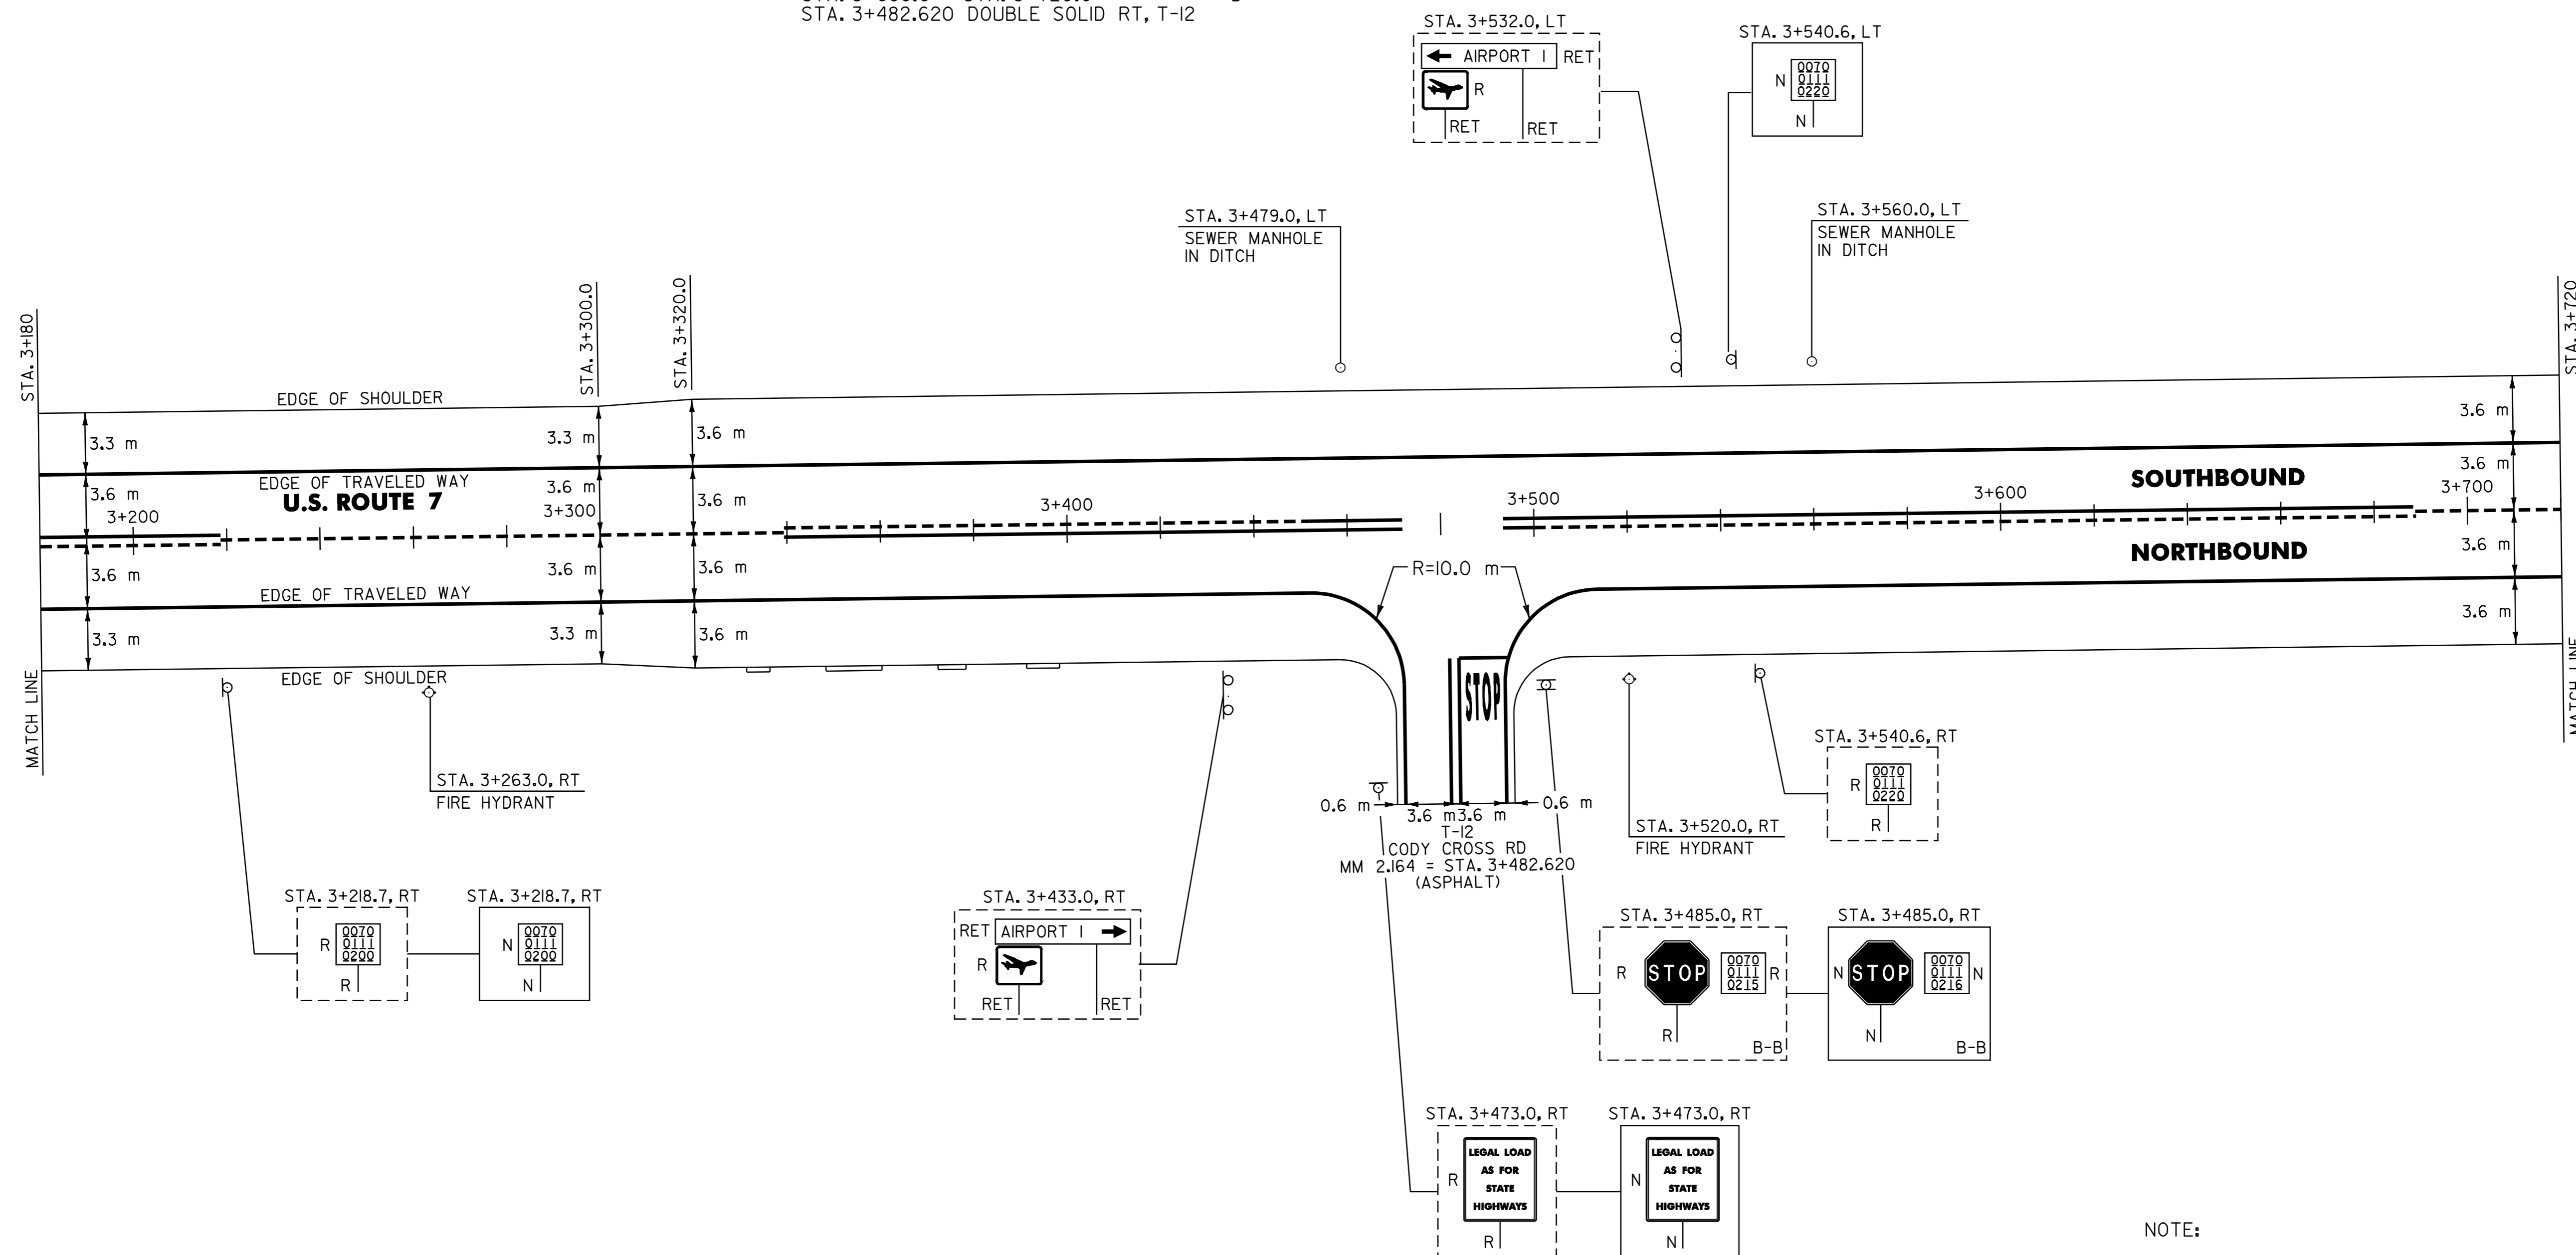 STA. 3+482.620 DOUBLE SOLID RT, T-12
STA. 3+532.0, LT
AIRPORT 1 RET
R
RET RET
STA. 3+540.6, LT
N 0070
0111
0220
N
STA. 3+479.0, LT
SEWER MANHOLE
IN DITCH
STA. 3+560.0, LT
SEWER MANHOLE
IN DITCH
STA. 3+180
STA. 3+300.0
STA. 3+320.0
STA. 3+720
EDGE OF SHOULDER
3.3 m
3.3 m
3.6 m
3.6 m
EDGE OF TRAVELED WAY
U.S. ROUTE 7
3.6 m
3.6 m
3.6 m
3.6 m
SOUTHBOUND
3+200
3+300
3+400
3+500
3+600
3+700
NORTHBOUND
3.6 m
3.6 m
3.6 m
3.6 m
R=10.0 m
EDGE OF TRAVELED WAY
3.3 m
3.3 m
3.6 m
3.6 m
EDGE OF SHOULDER
MATCH LINE
MATCH LINE
STOP
STA. 3+263.0, RT
FIRE HYDRANT
0.6 m
3.6 m
3.6 m
0.6 m
T-12
CODY CROSS RD
MM 2.164 = STA. 3+482.620
(ASPHALT)
STA. 3+520.0, RT
FIRE HYDRANT
STA. 3+540.6, RT
R 0070
0111
0220
R
STA. 3+218.7, RT
R 0070
0111
0200
R
STA. 3+218.7, RT
N 0070
0111
0200
N
STA. 3+433.0, RT
RET AIRPORT 1
R
RET RET
STA. 3+485.0, RT
R STOP 0070
0111 R
0215
R
B-B
STA. 3+485.0, RT
N STOP 0070
0111 N
0216
N
B-B
STA. 3+473.0, RT
LEGAL LOAD
AS FOR
R STATE
HIGHWAYS
R
STA. 3+473.0, RT
LEGAL LOAD
AS FOR
N STATE
HIGHWAYS
N
NOTE: